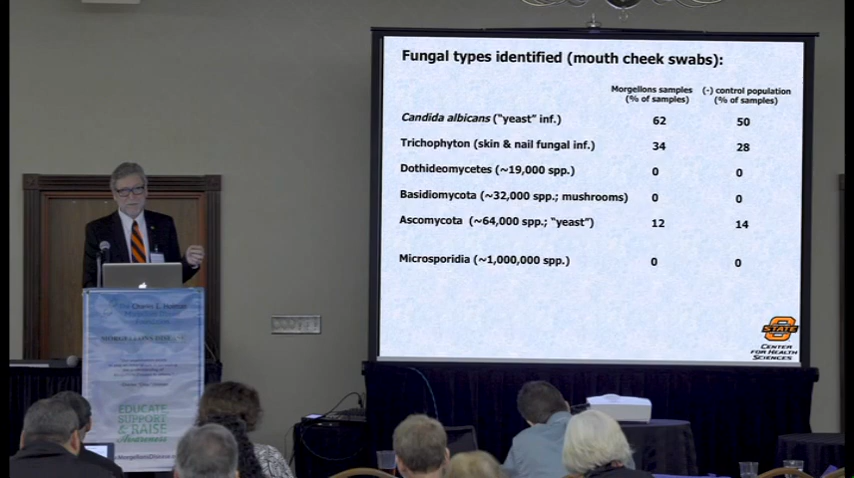 Fungal types identified (mouth cheek swabs):
Morgellons samples (-) control population
(% of samples) (% of samples)
Candida albicans ("yeast" inf.) 62 50
Trichophyton (skin & nail fungal inf.) 34 28
Dothideomycetes (~19,000 spp.) 0 0
Basidiomycota (~32,000 spp.; mushrooms) 0 0
Ascomycota (~64,000 spp.; "yeast") 12 14
Microsporidia (~1,000,000 spp.) 0 0
STATE
CENTER
FOR HEALTH
SCIENCES
The Charles E. Holman
EDUCATE
SUPPORT
& RAISE
Awareness